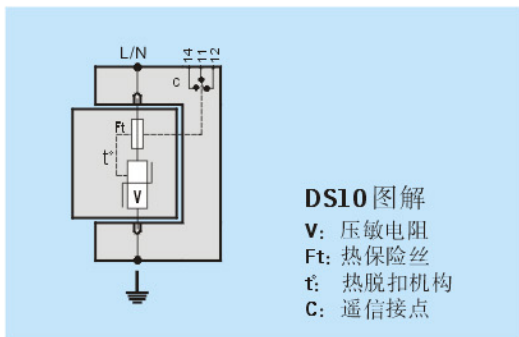 L/N
14
11
12
C
Ft
t°
V
DS10图解
V: 压敏电阻
Ft: 热保险丝
t°: 热脱扣机构
C: 遥信接点